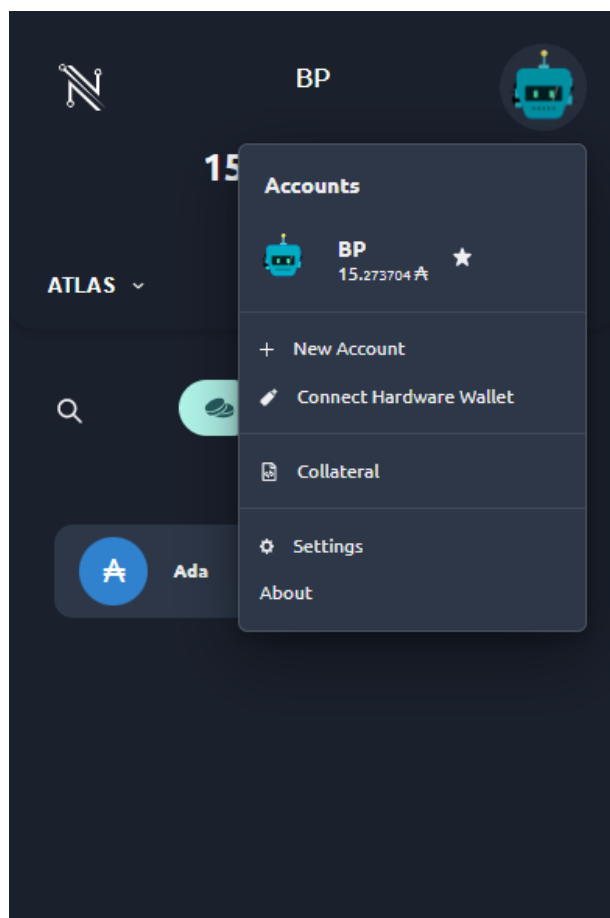 BP
15
Accounts
BP
15.273704 ₳
ATLAS
New Account
Connect Hardware Wallet
Collateral
Ada
Settings
About